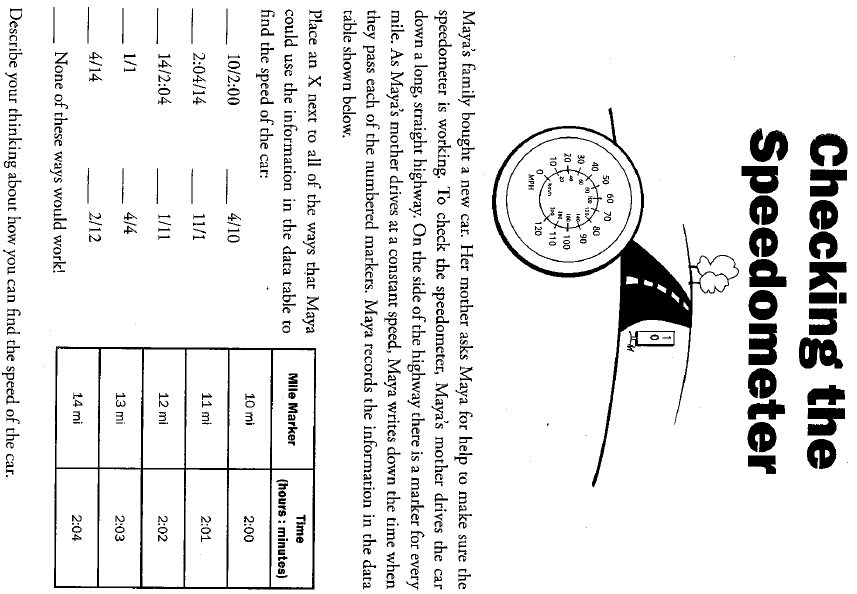 Checking the
Speedometer
1
0
0
10
20
30
40
50
60
70
80
90
100
110
120
MPH
Maya's family bought a new car. Her mother asks Maya for help to make sure the
speedometer is working. To check the speedometer, Maya's mother drives the car
down a long, straight highway. On the side of the highway there is a marker for every
mile. As Maya's mother drives at a constant speed, Maya writes down the time when
they pass each of the numbered markers. Maya records the information in the data
table shown below.
Place an X next to all of the ways that Maya
could use the information in the data table to
find the speed of the car:
___ 10/2:00 ___ 4/10
___ 2:04/14 ___ 11/1
___ 14/2:04 ___ 1/11
___ 1/1 ___ 4/4
___ 4/14 ___ 2/12
___ None of these ways would work!
Mile Marker Time
(hours : minutes)
10 mi 2:00
11 mi 2:01
12 mi 2:02
13 mi 2:03
14 mi 2:04
Describe your thinking about how you can find the speed of the car.